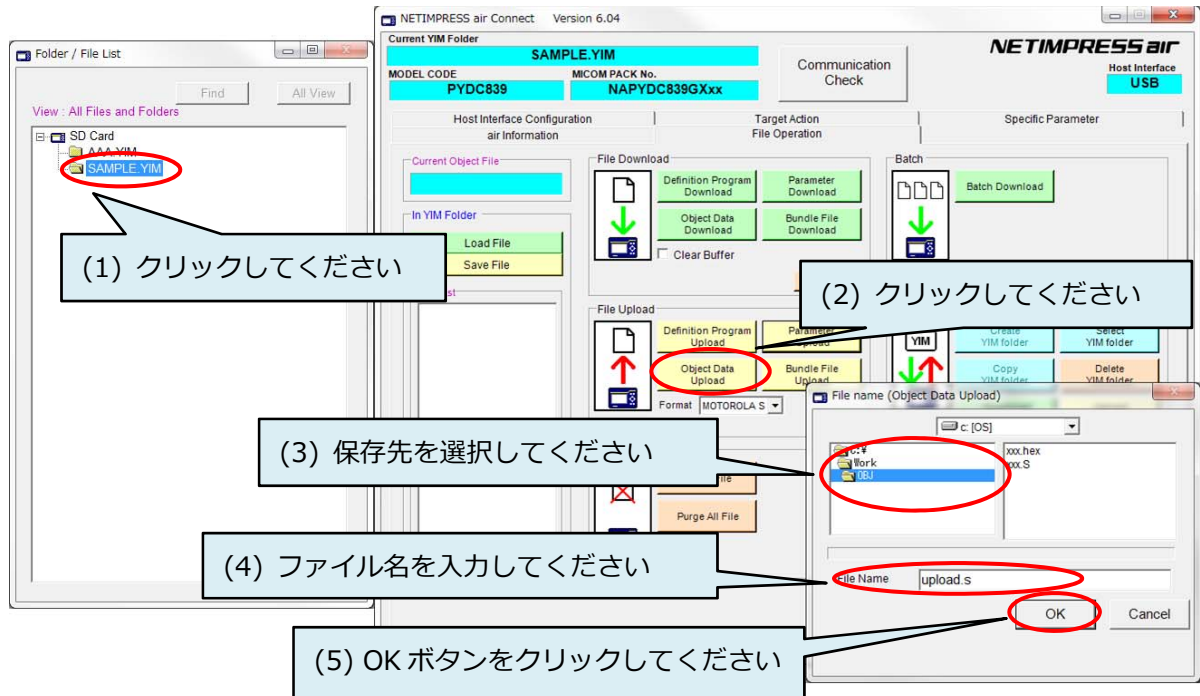 Folder / File List
Find
All View
View : All Files and Folders
SD Card
AAA.YIM
SAMPLE.YIM
(1) クリックしてください
NETIMPRESS air Connect Version 6.04
Current YIM Folder
SAMPLE.YIM
MODEL CODE
MICOM PACK No.
PYDC839
NAPYDC839GXxx
Communication
Check
NETIMPRESS air
Host Interface
USB
Host Interface Configuration
Target Action
Specific Parameter
air Information
File Operation
Current Object File
In YIM Folder
Load File
Save File
File Download
Definition Program
Download
Parameter
Download
Object Data
Download
Bundle File
Download
Clear Buffer
Batch
Batch Download
(2) クリックしてください
File Upload
Definition Program
Upload
Parameter
Upload
Object Data
Upload
Bundle File
Upload
Format MOTOROLA S
YIM
Create
YIM folder
Select
YIM folder
Copy
YIM folder
Delete
YIM folder
(3) 保存先を選択してください
File
Purge All File
File name (Object Data Upload)
c: [OS]
c:¥
Work
OBJ
xxx.hex
xxx.S
(4) ファイル名を入力してください
File Name
upload.s
OK
Cancel
(5) OK ボタンをクリックしてください